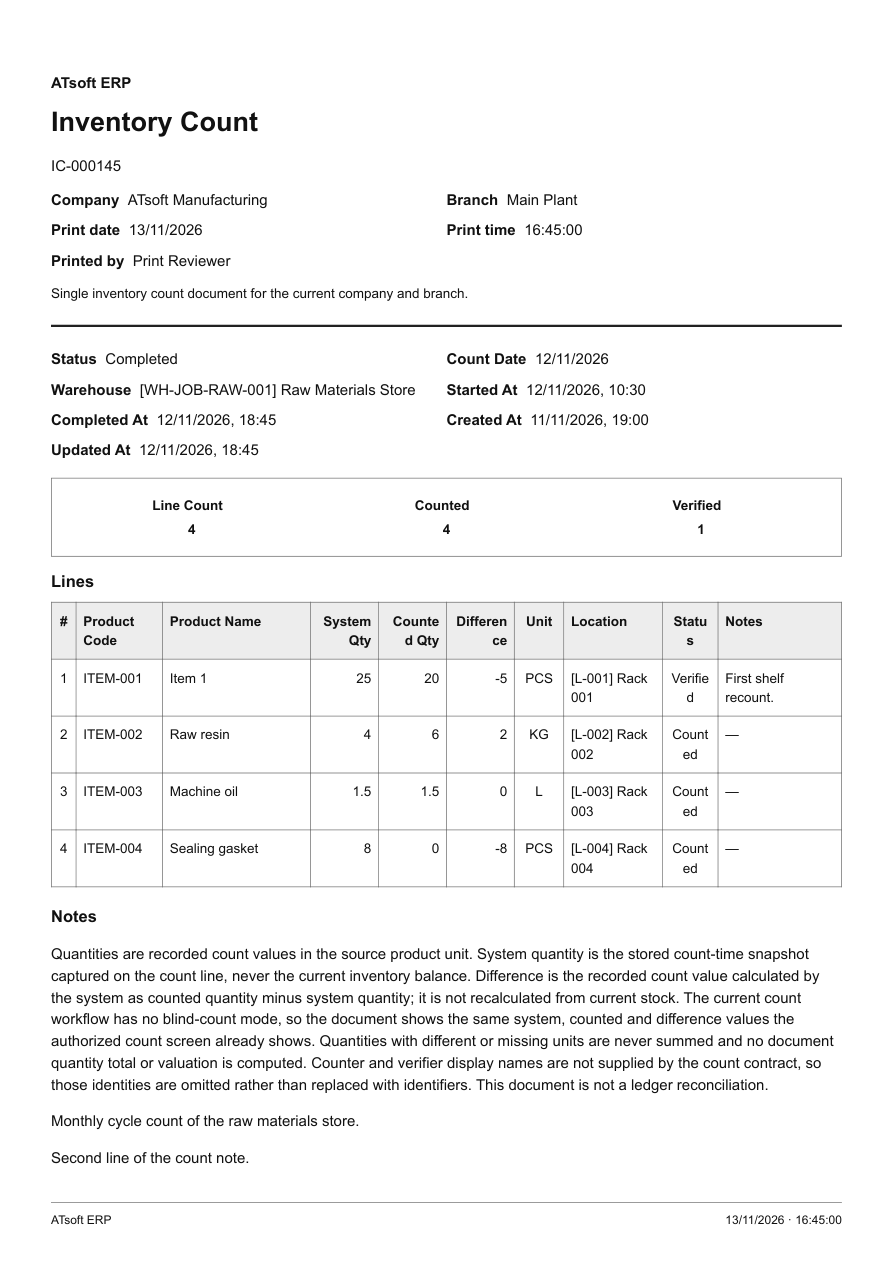 ATsoft ERP
Inventory Count
IC-000145
Company ATsoft Manufacturing
Branch Main Plant
Print date 13/11/2026
Print time 16:45:00
Printed by Print Reviewer
Single inventory count document for the current company and branch.
Status Completed
Count Date 12/11/2026
Warehouse [WH-JOB-RAW-001] Raw Materials Store
Started At 12/11/2026, 10:30
Completed At 12/11/2026, 18:45
Created At 11/11/2026, 19:00
Updated At 12/11/2026, 18:45
Line Count Counted Verified
4 4 1
Lines
# Product Product Name System Counte Differen Unit Location Statu Notes
Code Qty d Qty ce s
1 ITEM-001 Item 1 25 20 -5 PCS [L-001] Rack Verifie First shelf
001 d recount.
2 ITEM-002 Raw resin 4 6 2 KG [L-002] Rack Count —
002 ed
3 ITEM-003 Machine oil 1.5 1.5 0 L [L-003] Rack Count —
003 ed
4 ITEM-004 Sealing gasket 8 0 -8 PCS [L-004] Rack Count —
004 ed
Notes
Quantities are recorded count values in the source product unit. System quantity is the stored count-time snapshot
captured on the count line, never the current inventory balance. Difference is the recorded count value calculated by
the system as counted quantity minus system quantity; it is not recalculated from current stock. The current count
workflow has no blind-count mode, so the document shows the same system, counted and difference values the
authorized count screen already shows. Quantities with different or missing units are never summed and no document
quantity total or valuation is computed. Counter and verifier display names are not supplied by the count contract, so
those identities are omitted rather than replaced with identifiers. This document is not a ledger reconciliation.
Monthly cycle count of the raw materials store.
Second line of the count note.
ATsoft ERP
13/11/2026 · 16:45:00